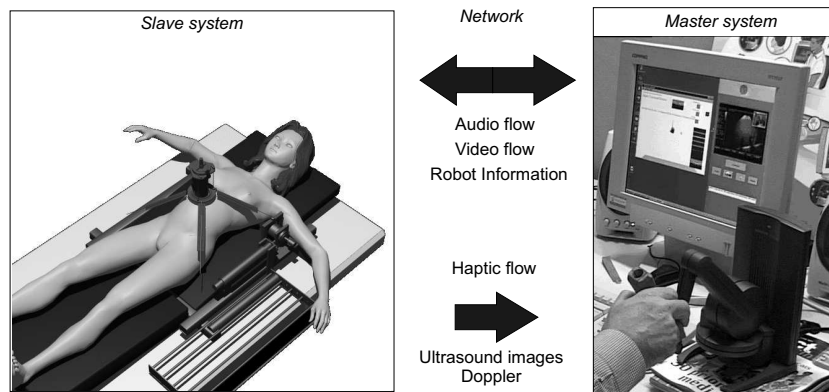 Slave system
Network
Master system
Audio flow
Video flow
Robot Information
Haptic flow
Ultrasound images
Doppler